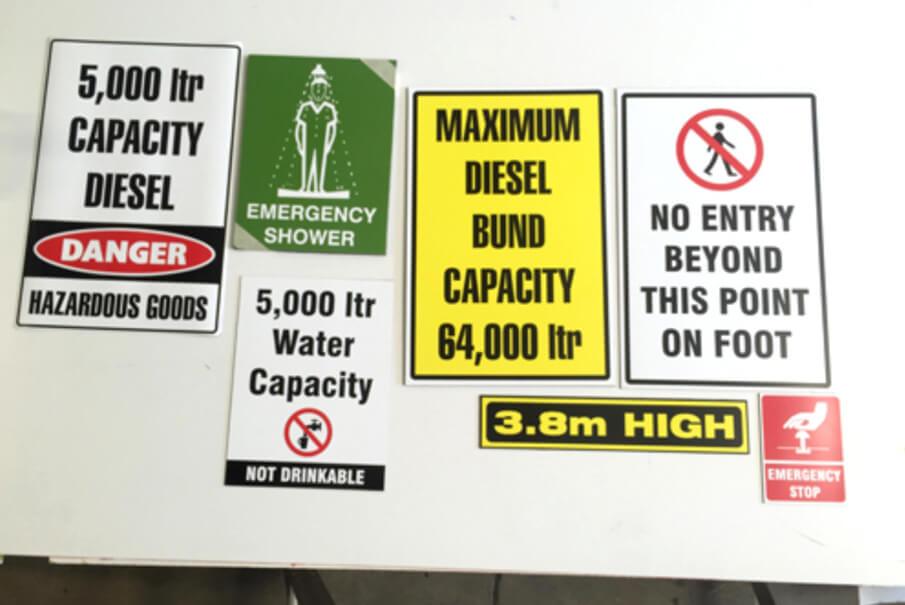 5,000 ltr
CAPACITY
DIESEL
DANGER
HAZARDOUS GOODS
EMERGENCY
SHOWER
5,000 ltr
Water
Capacity
NOT DRINKABLE
MAXIMUM
DIESEL
BUND
CAPACITY
64,000 ltr
NO ENTRY
BEYOND
THIS POINT
ON FOOT
3.8m HIGH
EMERGENCY
STOP